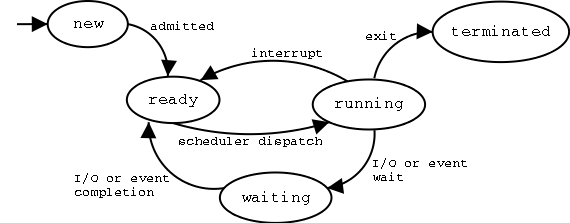 new
admitted
exit
terminated
interrupt
ready
running
scheduler dispatch
I/O or event
completion
I/O or event
wait
waiting